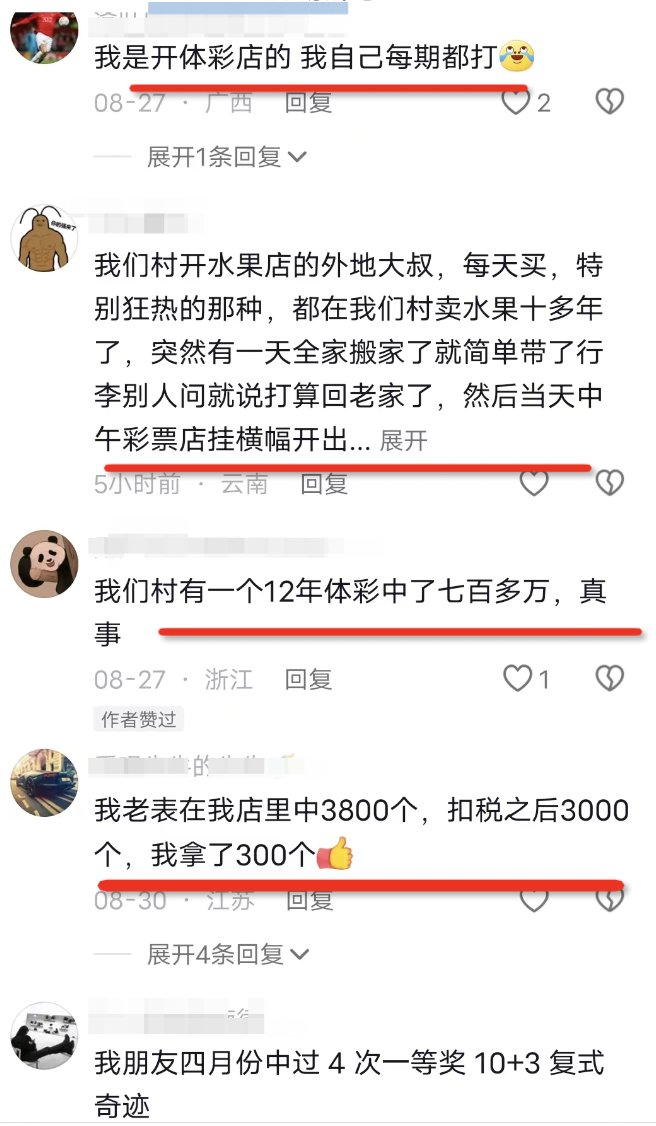 我是开体彩店的 我自己每期都打😂
08-27 · 广西 回复 2
展开1条回复
我们村开水果店的外地大叔，每天买，特
别狂热的那种，都在我们村卖水果十多年
了，突然有一天全家搬家了就简单带了行
李别人问就说打算回老家了，然后当天中
午彩票店挂横幅开出... 展开
5小时前 · 云南 回复
我们村有一个12年体彩中了七百多万，真
事
08-27 · 浙江 回复 1
作者赞过
我老表在我店里中3800个，扣税之后3000
个，我拿了300个👍
08-30 · 江苏 回复
展开4条回复
我朋友四月份中过 4 次一等奖 10+3 复式
奇迹